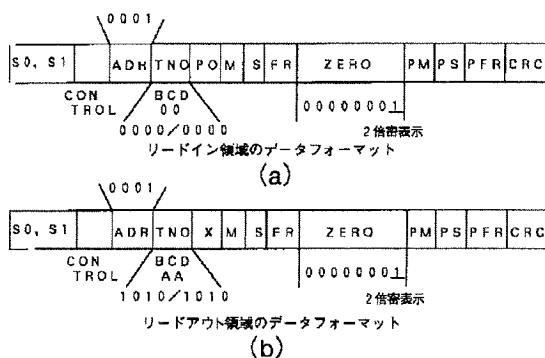 0001
S0, S1 ADR TNO PO M S FR ZERO PM PS PFR CRC
CON
TROL
BCD
00
00000001
0000/0000
2倍密表示
リードイン領域のデータフォーマット
(a)
0001
S0, S1 ADR TNO X M S FR ZERO PM PS PFR CRC
CON
TROL
BCD
AA
00000001
1010/1010
2倍密表示
リードアウト領域のデータフォーマット
(b)